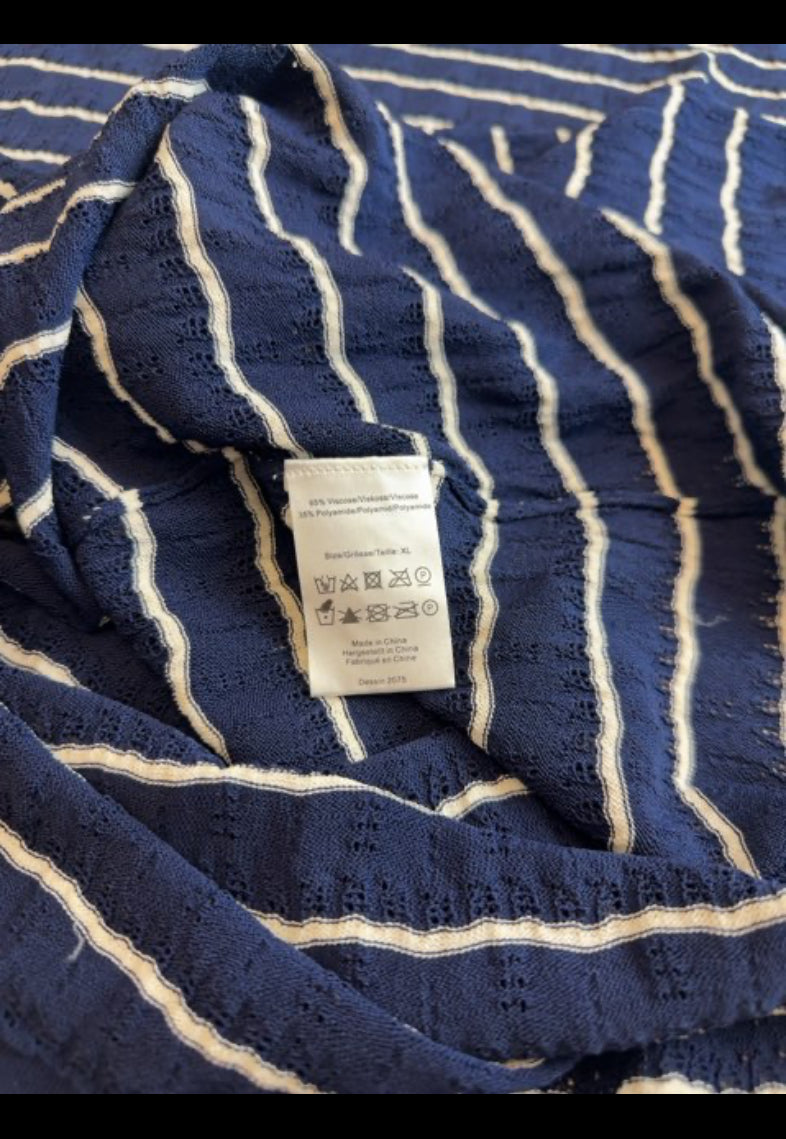 65% Viscose/Viskose/Viscose
35% Polyamide/Polyamid/Polyamide
Size/Grösse/Taille: XL
P
P
Made in China
Hergestellt in China
Fabriqué en Chine
Dessin 2075